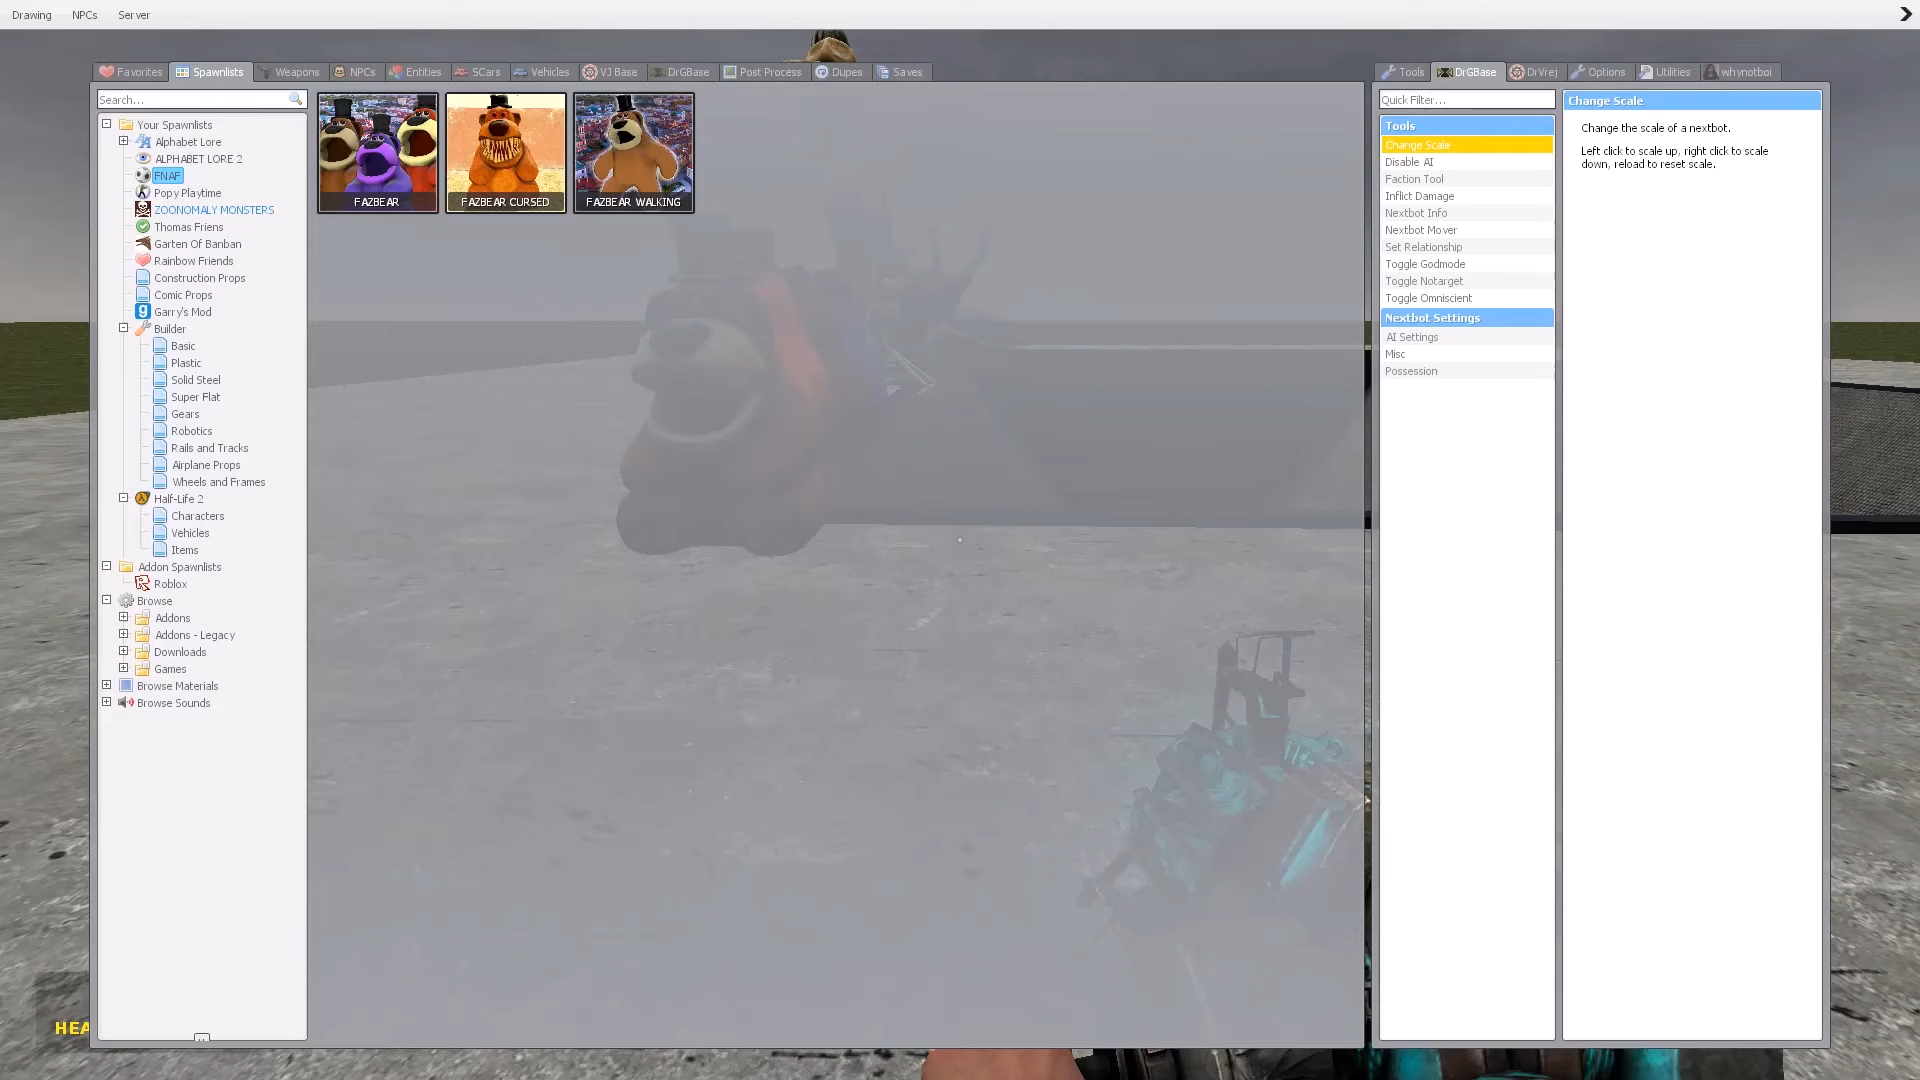 Drawing NPCs Server
Favorites Spawnlists Weapons NPCs Entities SCars Vehicles VJ Base DrGBase Post Process Dupes Saves
Search...
Your Spawnlists
Alphabet Lore
ALPHABET LORE 2
FNAF
Popy Playtime
ZOONOMALY MONSTERS
Thomas Friens
Garten Of Banban
Rainbow Friends
Construction Props
Comic Props
Garry's Mod
Builder
Basic
Plastic
Solid Steel
Super Flat
Gears
Robotics
Rails and Tracks
Airplane Props
Wheels and Frames
Half-Life 2
Characters
Vehicles
Items
Addon Spawnlists
Roblox
Browse
Addons
Addons - Legacy
Downloads
Games
Browse Materials
Browse Sounds
FAZBEAR
FAZBEAR CURSED
FAZBEAR WALKING
HEA
Tools DrGBase DrVrej Options Utilities whynotboi
Quick Filter...
Tools
Change Scale
Disable AI
Faction Tool
Inflict Damage
Nextbot Info
Nextbot Mover
Set Relationship
Toggle Godmode
Toggle Notarget
Toggle Omniscient
Nextbot Settings
AI Settings
Misc
Possession
Change Scale
Change the scale of a nextbot.
Left click to scale up, right click to scale
down, reload to reset scale.